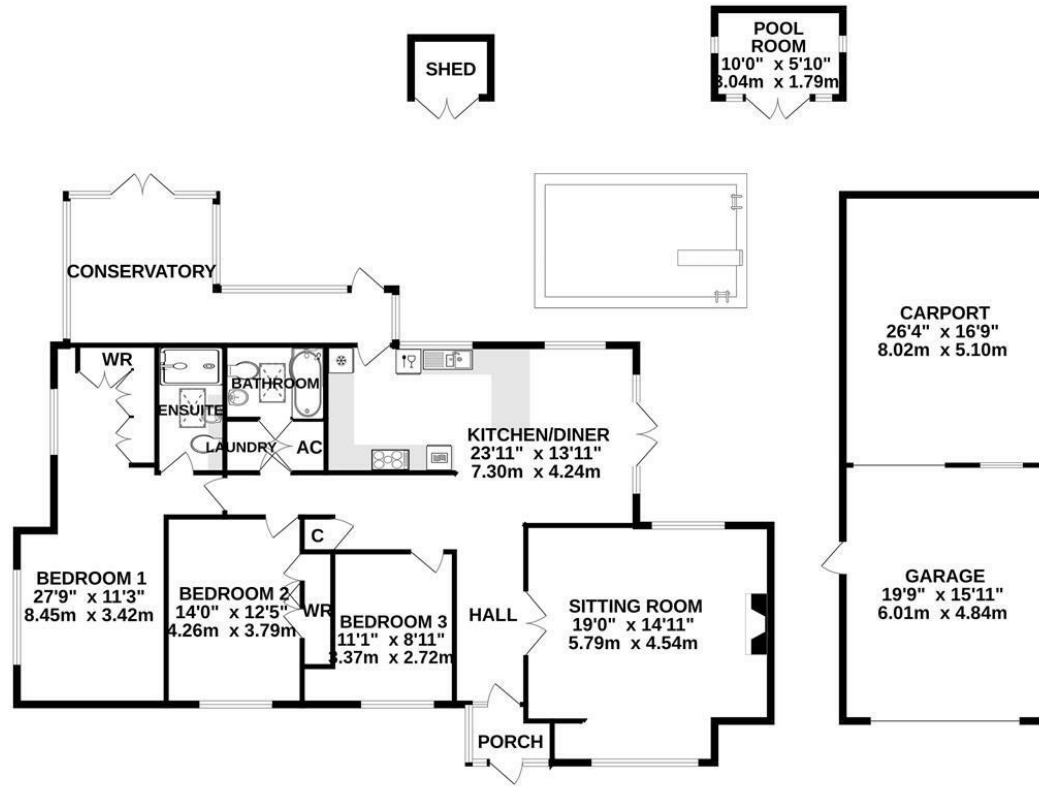 SHED
POOL
ROOM
10'0" x 5'10"
3.04m x 1.79m
CONSERVATORY
CARPORT
26'4" x 16'9"
8.02m x 5.10m
WR
ENSUITE
BATHROOM
LAUNDRY
AC
KITCHEN/DINER
23'11" x 13'11"
7.30m x 4.24m
C
BEDROOM 1
27'9" x 11'3"
8.45m x 3.42m
BEDROOM 2
14'0" x 12'5"
4.26m x 3.79m
WR
BEDROOM 3
11'1" x 8'11"
3.37m x 2.72m
HALL
SITTING ROOM
19'0" x 14'11"
5.79m x 4.54m
GARAGE
19'9" x 15'11"
6.01m x 4.84m
PORCH